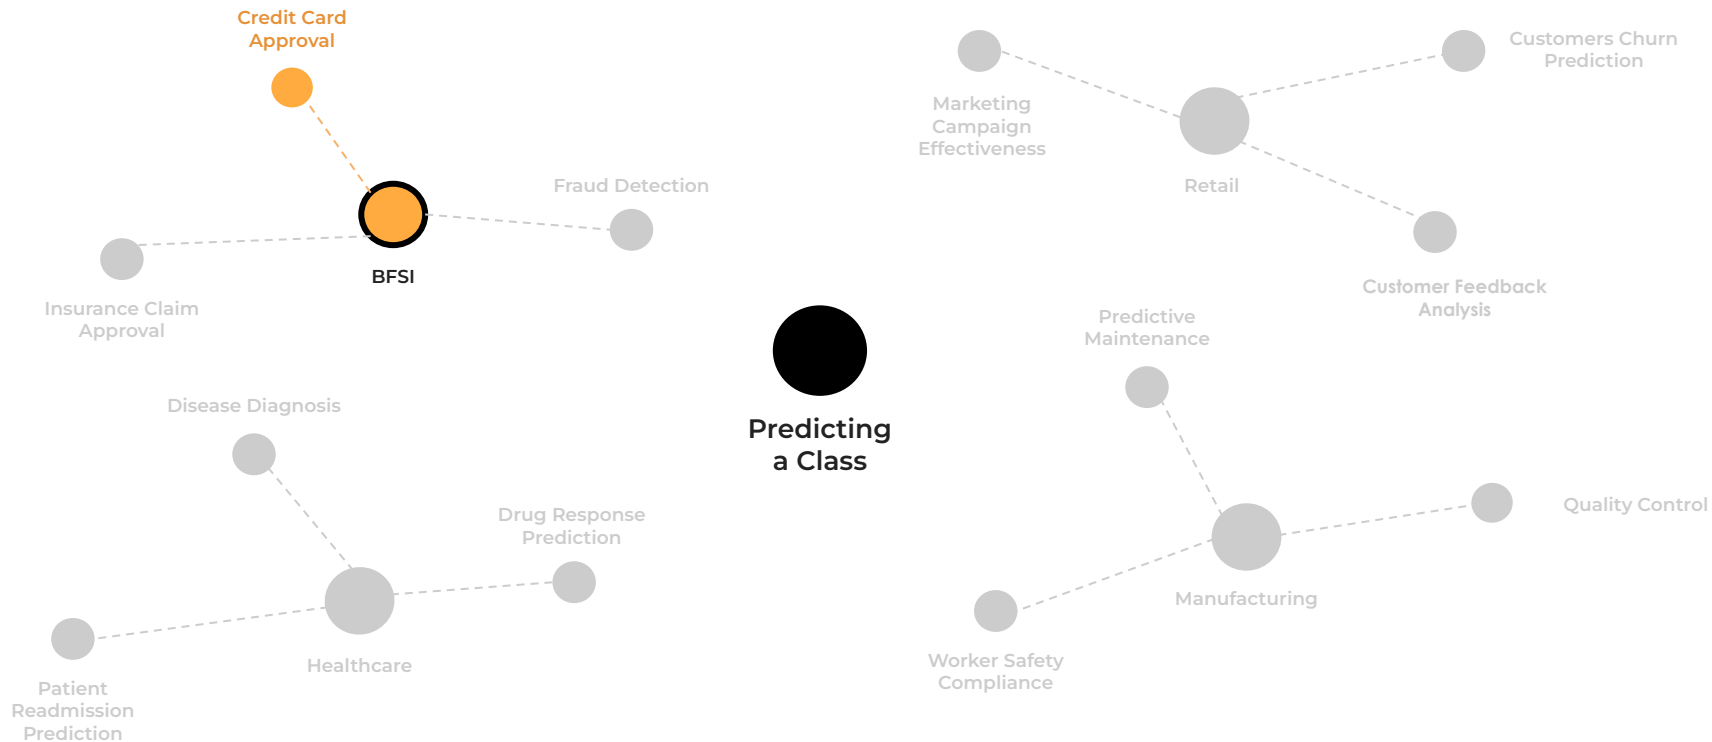 Credit Card
Approval
Fraud Detection
BFSI
Insurance Claim
Approval
Marketing
Campaign
Effectiveness
Customers Churn
Prediction
Retail
Customer Feedback
Analysis
Predicting
a Class
Disease Diagnosis
Drug Response
Prediction
Healthcare
Patient
Readmission
Prediction
Predictive
Maintenance
Quality Control
Manufacturing
Worker Safety
Compliance